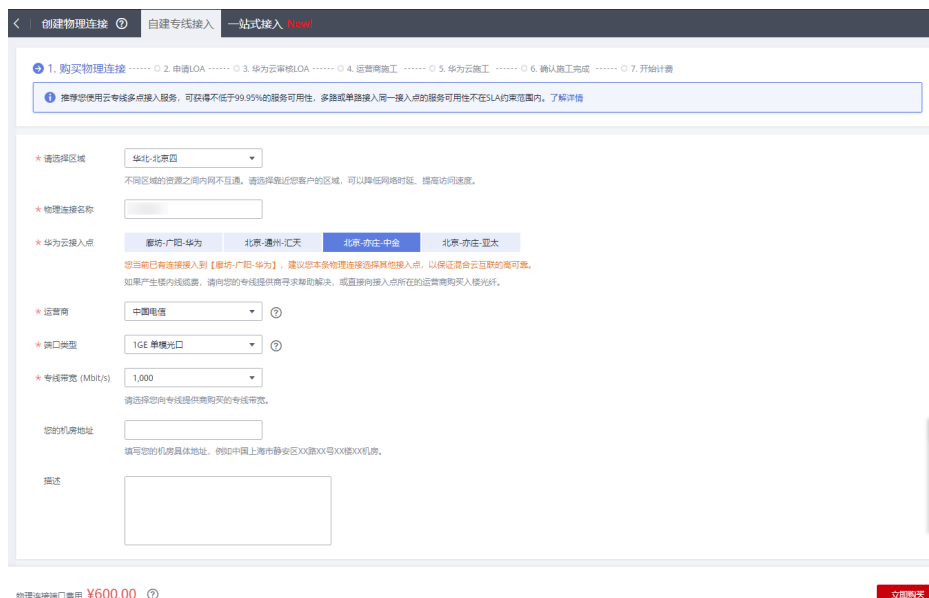 创建物理连接 自建专线接入 一站式接入 New!
1. 购买物理连接 2. 申请LOA 3. 华为云审核LOA 4. 运营商施工 5. 华为云施工 6. 确认施工完成 7. 开始计费
推荐您使用云专线多点接入服务，可获得不低于99.95%的服务可用性，多路或单路接入同一接入点的服务可用性不在SLA约束范围内。了解详情
* 请选择区域 华北-北京四
不同区域的资源之间内网不互通。请选择靠近您客户的区域，可以降低网络时延、提高访问速度。
* 物理连接名称
* 华为云接入点 廊坊-广阳-华为 北京-通州-汇天 北京-亦庄-中金 北京-亦庄-亚太
您当前已有连接接入到【廊坊-广阳-华为】，建议您本条物理连接选择其他接入点，以保证混合云互联的高可靠。
如果产生楼内线缆费，请向您的专线提供商寻求帮助解决，或直接向接入点所在的运营商购买入楼光纤。
* 运营商 中国电信
* 端口类型 1GE 单模光口
* 专线带宽 (Mbit/s) 1,000
请选择您向专线提供商购买的专线带宽。
您的机房地址
填写您的机房具体地址，例如中国上海市静安区XX路XX号XX楼XX机房。
描述
物理连接端口费用 ¥600.00 立即购买